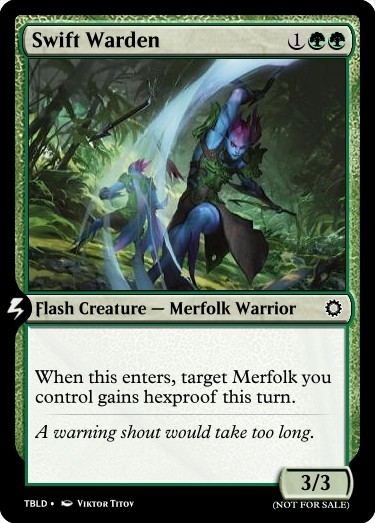 Swift Warden 1
Flash Creature — Merfolk Warrior
When this enters, target Merfolk you
control gains hexproof this turn.
A warning shout would take too long.
3/3
TBLD • Viktor Titov
(NOT FOR SALE)